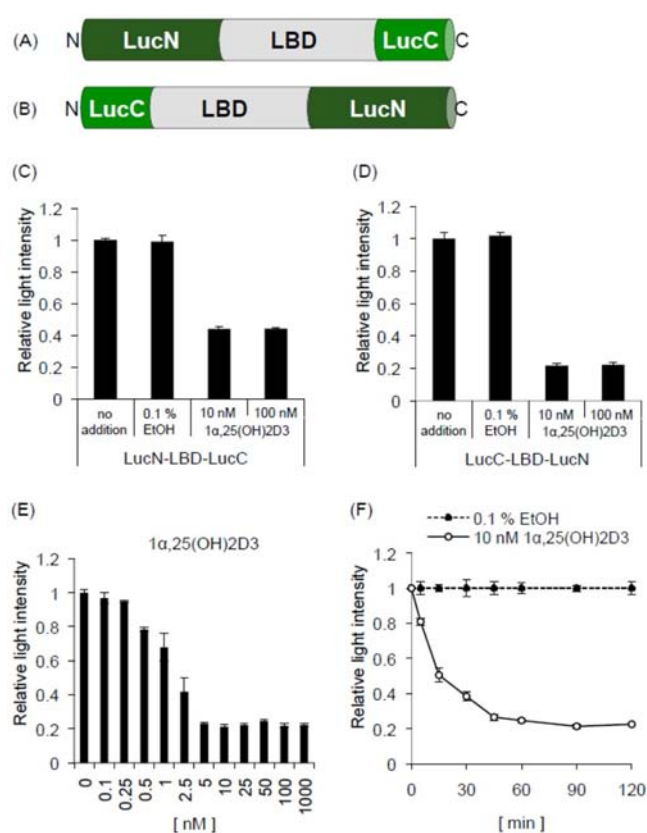 (A) N LucN LBD LucC C
(B) N LucC LBD LucN C
(C)
Relative light intensity
1.2
1
0.8
0.6
0.4
0.2
0
no addition
0.1 % EtOH
10 nM
100 nM
1α,25(OH)2D3
LucN-LBD-LucC
(D)
Relative light intensity
1.2
1
0.8
0.6
0.4
0.2
0
no addition
0.1 % EtOH
10 nM
100 nM
1α,25(OH)2D3
LucC-LBD-LucN
(E)
1α,25(OH)2D3
Relative light intensity
1.2
1
0.8
0.6
0.4
0.2
0
0 0.1 0.25 0.5 1 2.5 5 10 25 50 100 1000
[ nM]
(F)
0.1 % EtOH
10 nM 1α,25(OH)2D3
Relative light intensity
1.2
1
0.8
0.6
0.4
0.2
0
0 30 60 90 120
[ min]